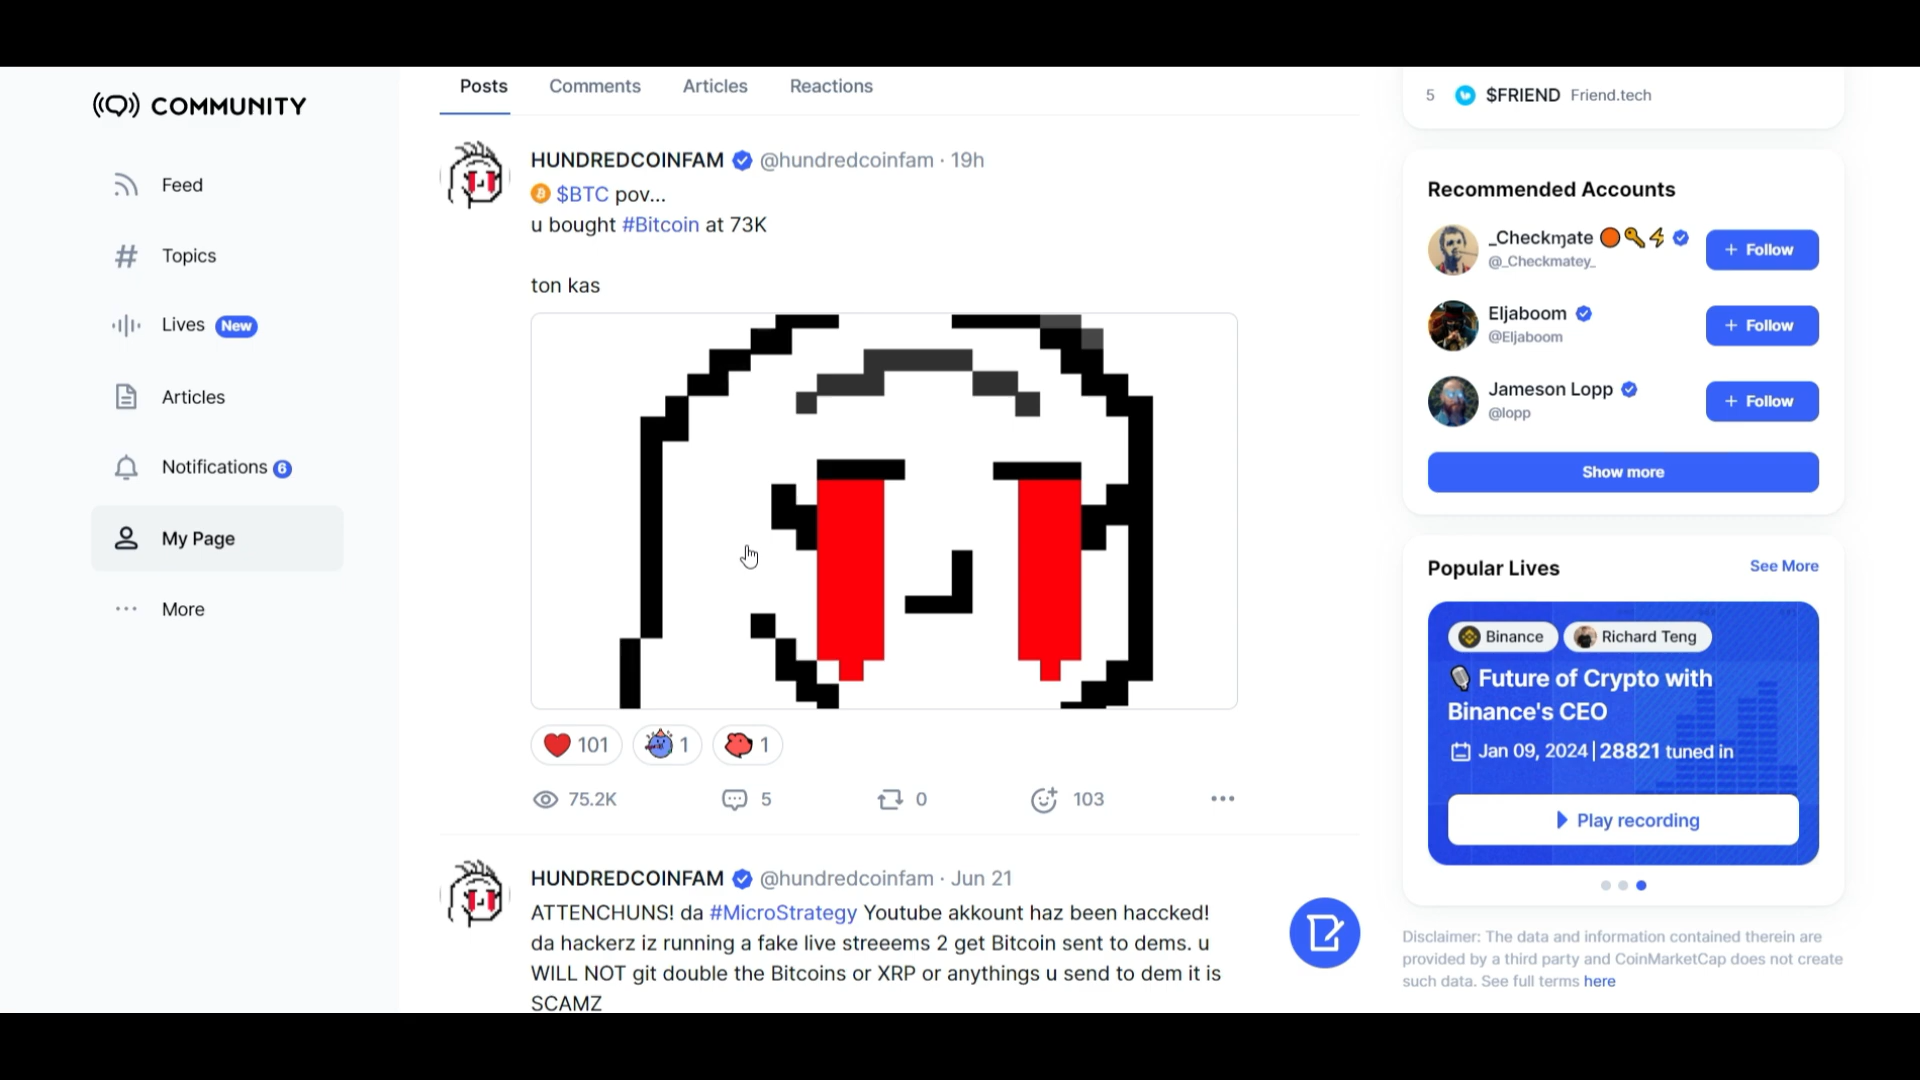 COMMUNITY
Feed
Topics
Lives New
Articles
Notifications 6
My Page
More
Posts Comments Articles Reactions
HUNDREDCOINFAM @hundredcoinfam · 19h
$BTC pov...
u bought #Bitcoin at 73K
ton kas
101 1 1
75.2K 5 0 103
HUNDREDCOINFAM @hundredcoinfam · Jun 21
ATTENCHUNS! da #MicroStrategy Youtube akkount haz been haccked!
da hackerz iz running a fake live streeems 2 get Bitcoin sent to dems. u
WILL NOT git double the Bitcoins or XRP or anythings u send to dem it is
SCAMZ
5 $FRIEND Friend.tech
Recommended Accounts
_Checkɱate
@_Checkmatey_
+ Follow
Eljaboom
@Eljaboom
+ Follow
Jameson Lopp
@lopp
+ Follow
Show more
Popular Lives See More
Binance Richard Teng
Future of Crypto with
Binance's CEO
Jan 09, 2024 | 28821 tuned in
Play recording
Disclaimer: The data and information contained therein are
provided by a third party and CoinMarketCap does not create
such data. See full terms here